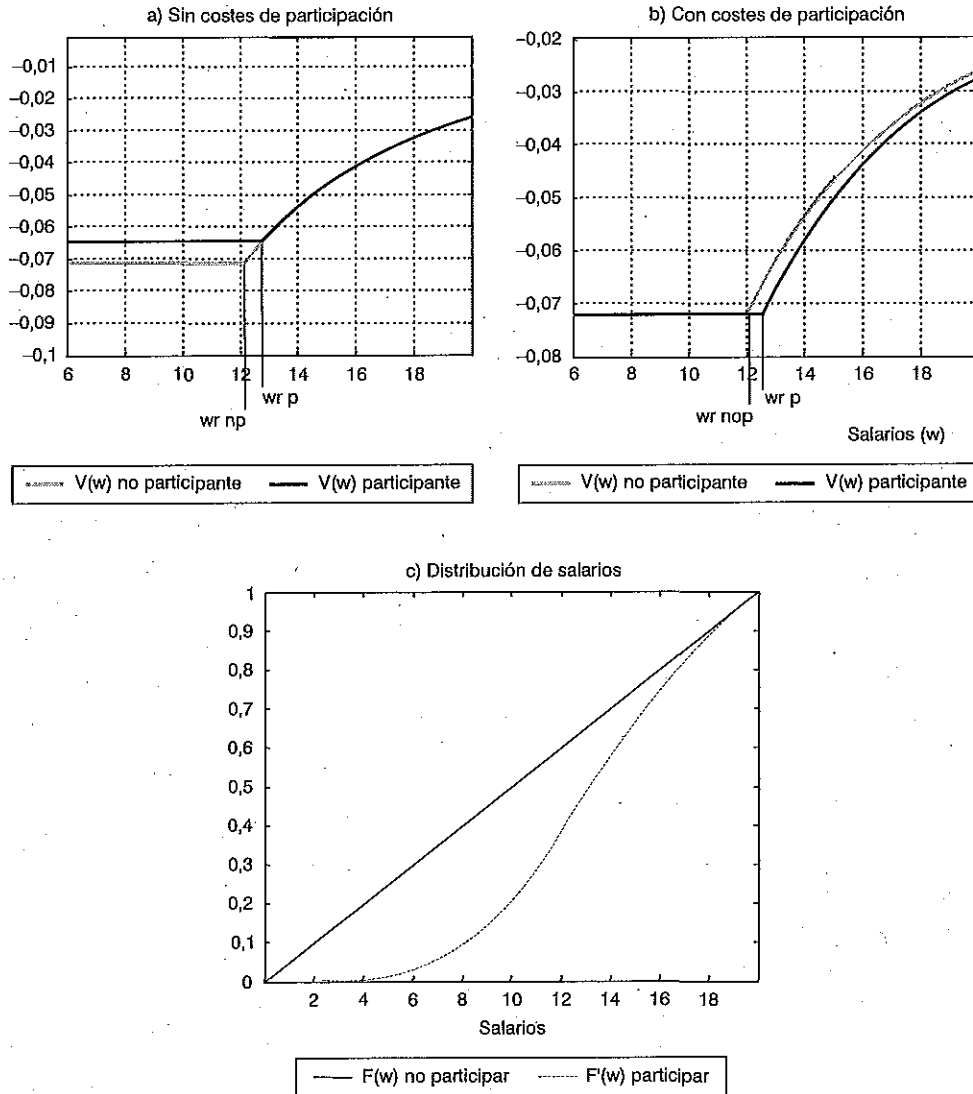 a) Sin costes de participación
–0,01
–0,02
–0,03
–0,04
–0,05
–0,06
–0,07
–0,08
–0,09
–0,1
6 8 10 12 14 16 18
wr np
wr p
V(w) no participante V(w) participante
b) Con costes de participación
–0,02
–0,03
–0,04
–0,05
–0,06
–0,07
–0,08
6 8 10 12 14 16 18
wr nop
wr p
Salarios (w)
V(w) no participante V(w) participante
c) Distribución de salarios
1
0,9
0,8
0,7
0,6
0,5
0,4
0,3
0,2
0,1
0
2 4 6 8 10 12 14 16 18
Salarios
F(w) no participar F'(w) participar